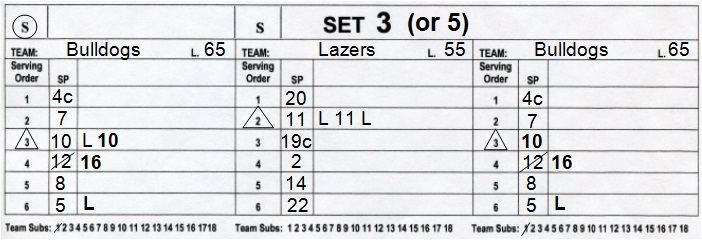 S S SET 3 (or 5)
TEAM: Bulldogs L. 65 TEAM: Lazers L. 55 TEAM: Bulldogs L. 65
Serving Order SP Serving Order SP Serving Order SP
1 4c 1 20 1 4c
2 7 2 11 L 11 L 2 7
3 10 L 10 3 19c 3 10
4 12 16 4 2 4 12 16
5 8 5 14 5 8
6 5 L 6 22 6 5 L
Team Subs: 1 2 3 4 5 6 7 8 9 10 11 12 13 14 15 16 17 18 Team Subs: 1 2 3 4 5 6 7 8 9 10 11 12 13 14 15 16 17 18 Team Subs: 1 2 3 4 5 6 7 8 9 10 11 12 13 14 15 16 17 18